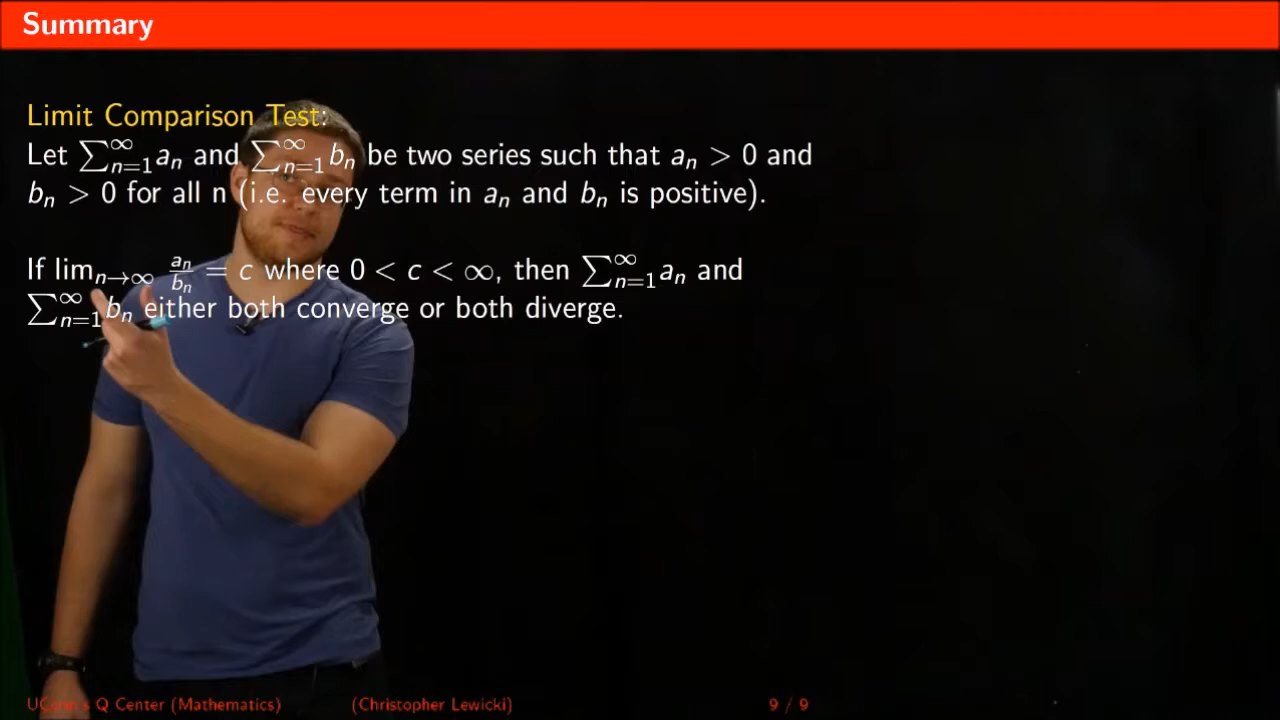 Summary
Limit Comparison Test:
Let ∑_{n=1}^∞ a_n and ∑_{n=1}^∞ b_n be two series such that a_n > 0 and
b_n > 0 for all n (i.e. every term in a_n and b_n is positive).
If lim_{n→∞} a_n/b_n = c where 0 < c < ∞, then ∑_{n=1}^∞ a_n and
∑_{n=1}^∞ b_n either both converge or both diverge.
UConn's Q Center (Mathematics) (Christopher Lewicki) 9 / 9